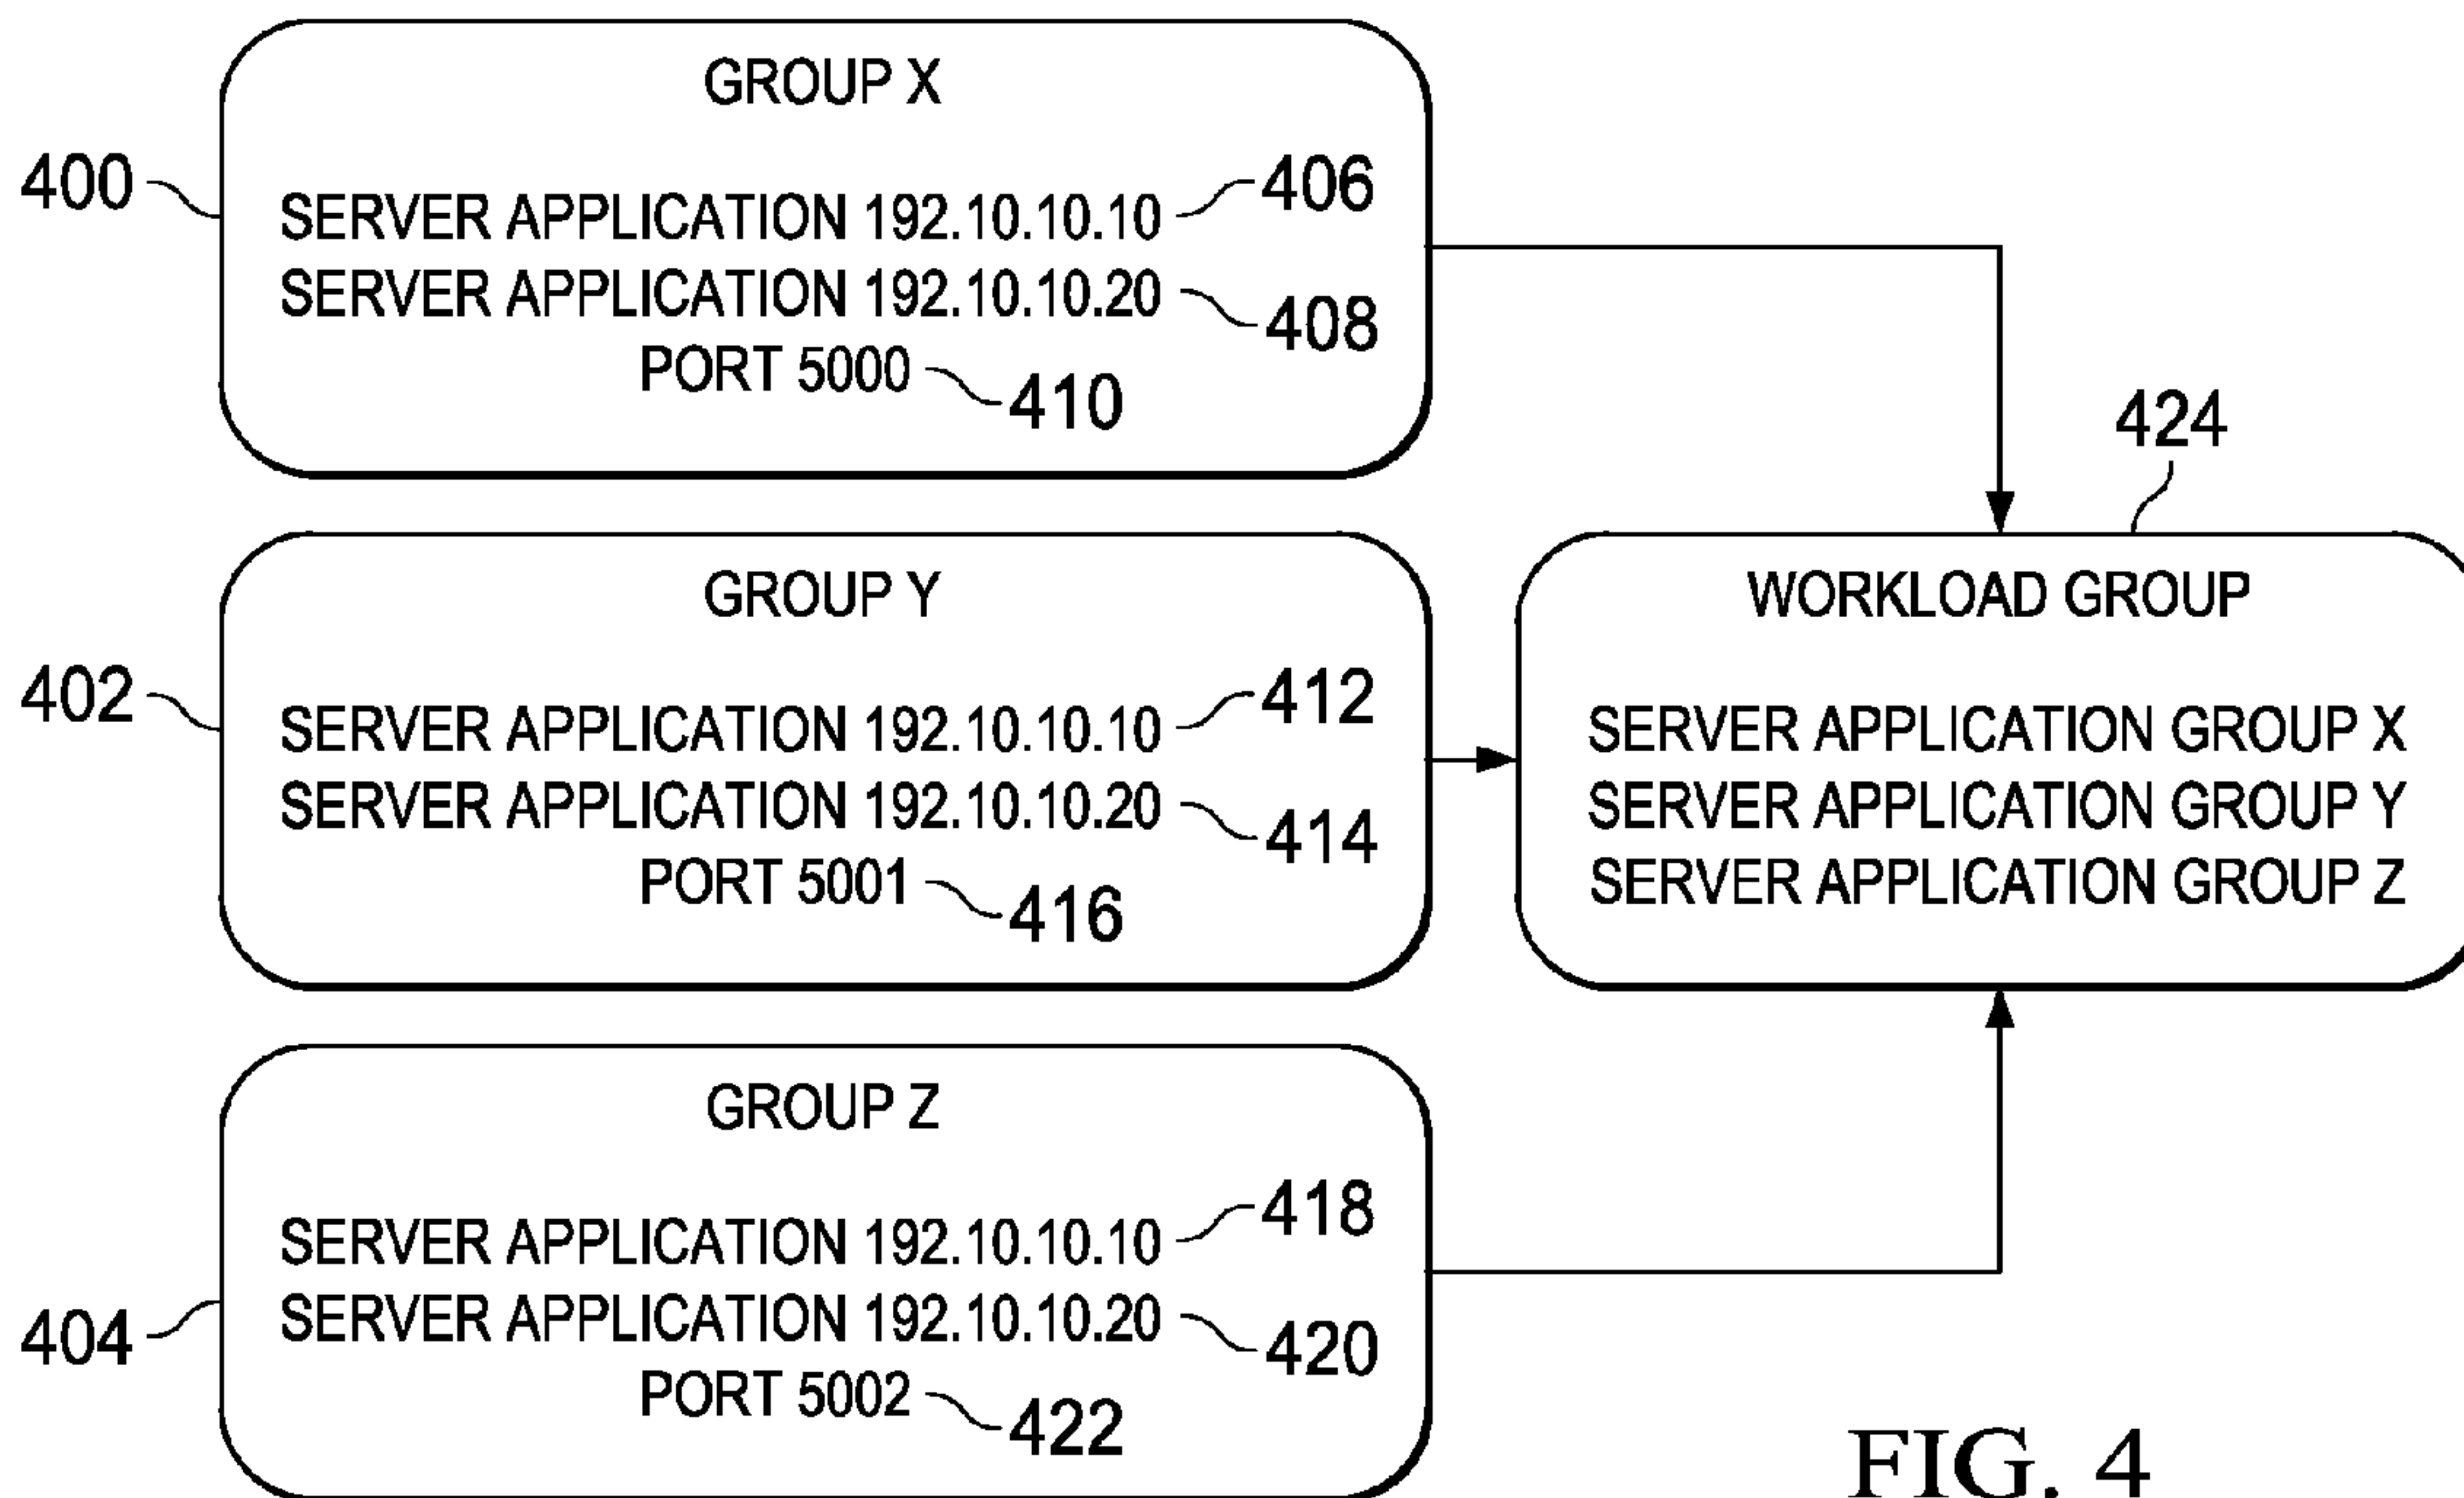 GROUP X
400
SERVER APPLICATION 192.10.10.10
406
SERVER APPLICATION 192.10.10.20
408
PORT 5000
410
GROUP Y
402
SERVER APPLICATION 192.10.10.10
412
SERVER APPLICATION 192.10.10.20
414
PORT 5001
416
GROUP Z
404
SERVER APPLICATION 192.10.10.10
418
SERVER APPLICATION 192.10.10.20
420
PORT 5002
422
424
WORKLOAD GROUP
SERVER APPLICATION GROUP X
SERVER APPLICATION GROUP Y
SERVER APPLICATION GROUP Z
FIG. 4